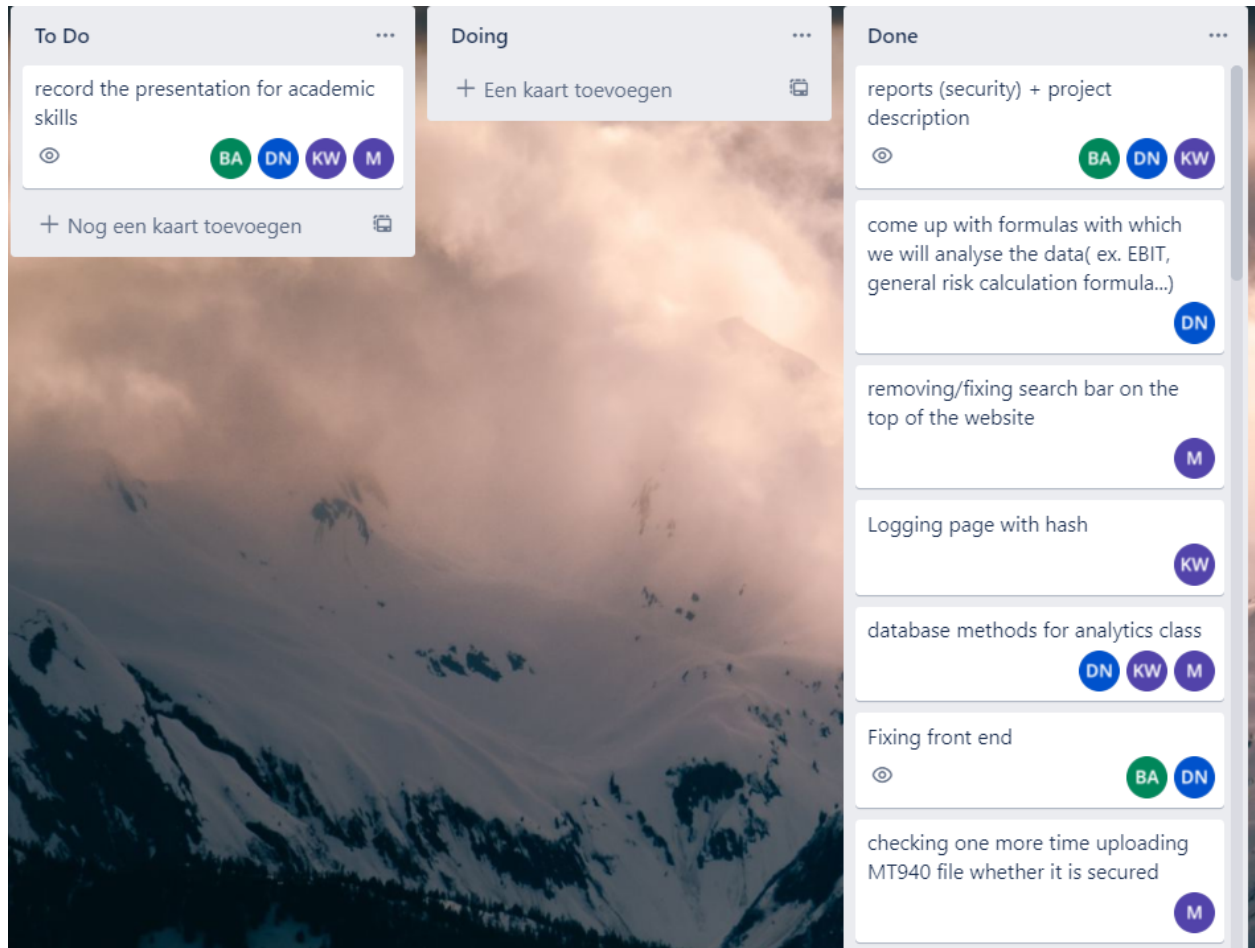 To Do
record the presentation for academic
skills
BA DN KW M
+ Nog een kaart toevoegen
Doing
+ Een kaart toevoegen
Done
reports (security) + project
description
BA DN KW
come up with formulas with which
we will analyse the data( ex. EBIT,
general risk calculation formula...)
DN
removing/fixing search bar on the
top of the website
M
Logging page with hash
KW
database methods for analytics class
DN KW M
Fixing front end
BA DN
checking one more time uploading
MT940 file whether it is secured
M